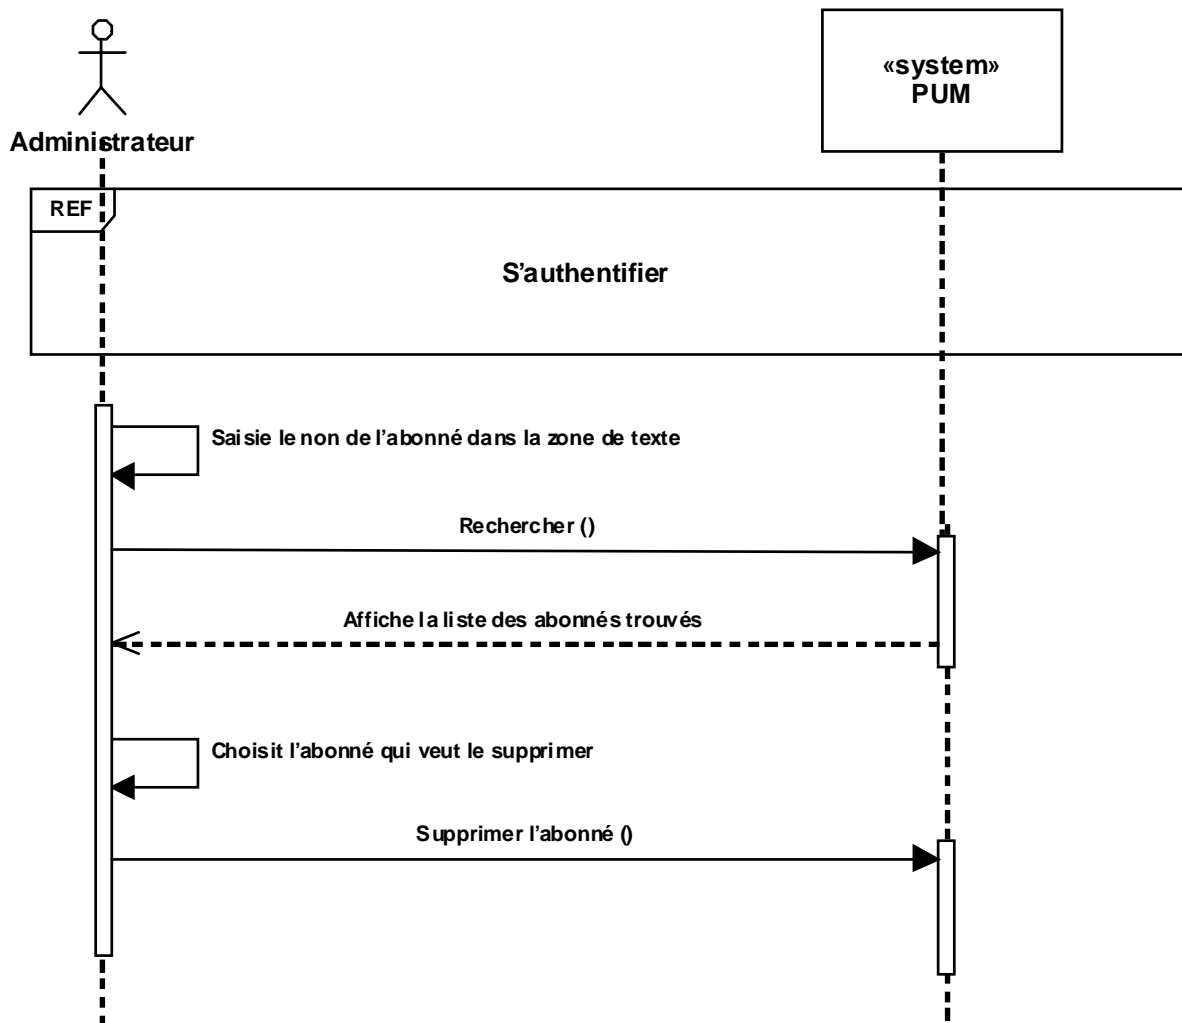 «system»
PUM
Administrateur
REF
S'authentifier
Saisie le non de l'abonné dans la zone de texte
Rechercher ()
Affiche la liste des abonnés trouvés
Choisit l'abonné qui veut le supprimer
Supprimer l'abonné ()